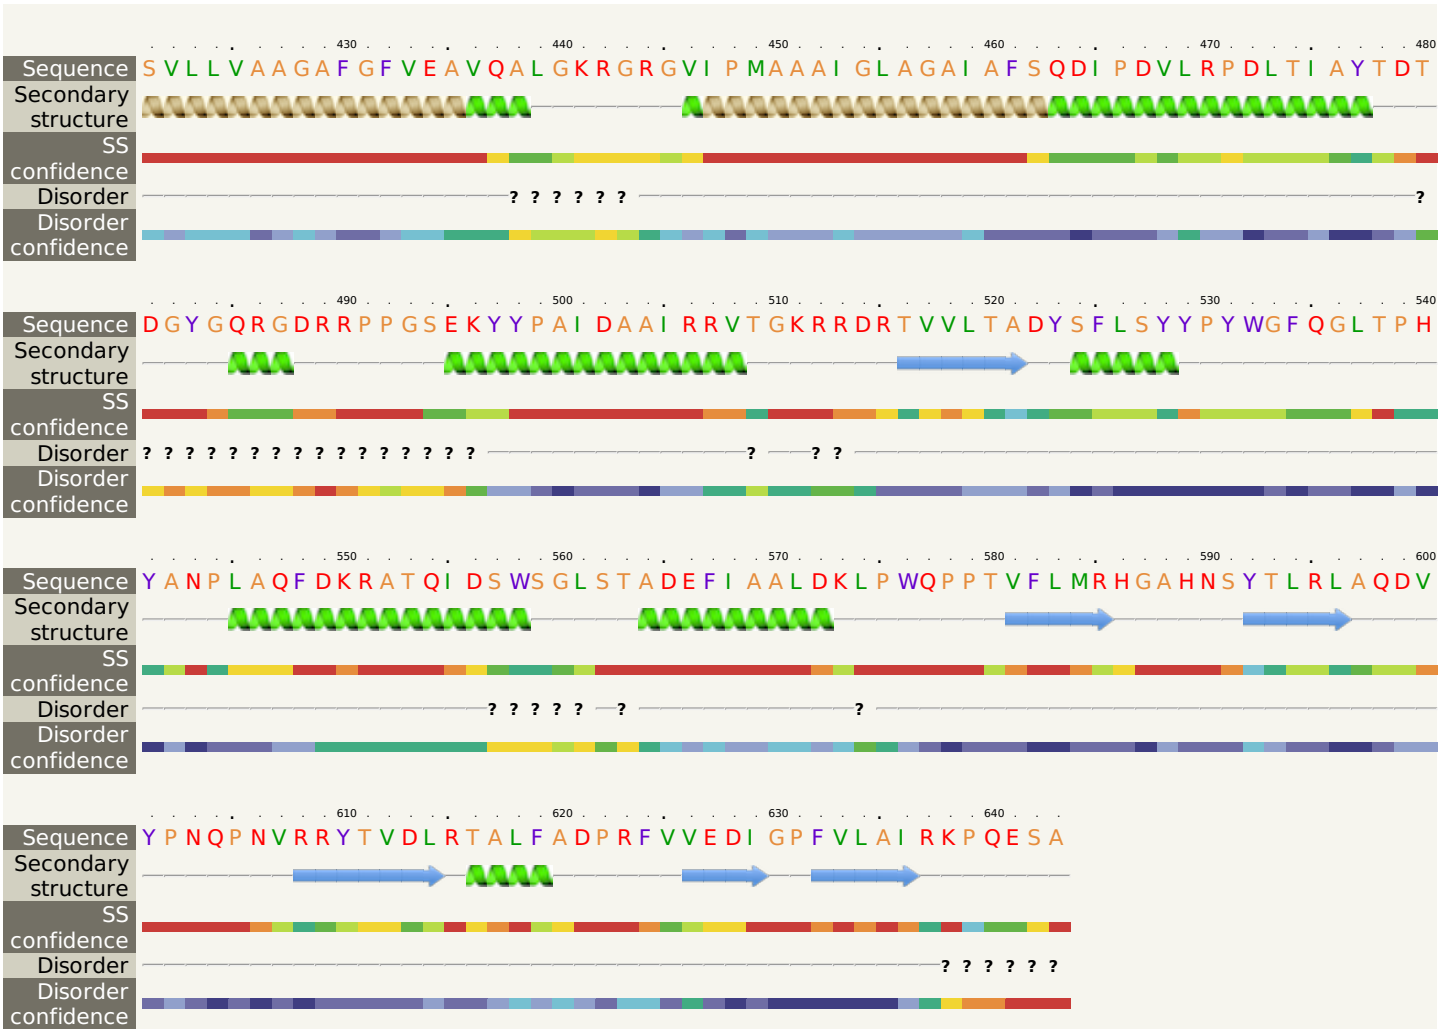 430 440 450 460 470 480
Sequence S V L L V A A G A F G F V E A V Q A L G K R G R G V I P M A A A I G L A G A I A F S Q D I P D V L R P D L T I A Y T D T
Secondary
structure
SS
confidence
Disorder ? ? ? ? ? ? ?
Disorder
confidence
490 500 510 520 530 540
Sequence D G Y G Q R G D R R P P G S E K Y Y P A I D A A I R R V T G K R R D R T V V L T A D Y S F L S Y Y P Y W G F Q G L T P H
Secondary
structure
SS
confidence
Disorder ? ? ? ? ? ? ? ? ? ? ? ? ? ? ? ? ? ? ?
Disorder
confidence
550 560 570 580 590 600
Sequence Y A N P L A Q F D K R A T Q I D S W S G L S T A D E F I A A L D K L P W Q P P T V F L M R H G A H N S Y T L R L A Q D V
Secondary
structure
SS
confidence
Disorder ? ? ? ? ? ? ?
Disorder
confidence
610 620 630 640
Sequence Y P N Q P N V R R Y T V D L R T A L F A D P R F V V E D I G P F V L A I R K P Q E S A
Secondary
structure
SS
confidence
Disorder ? ? ? ? ? ?
Disorder
confidence